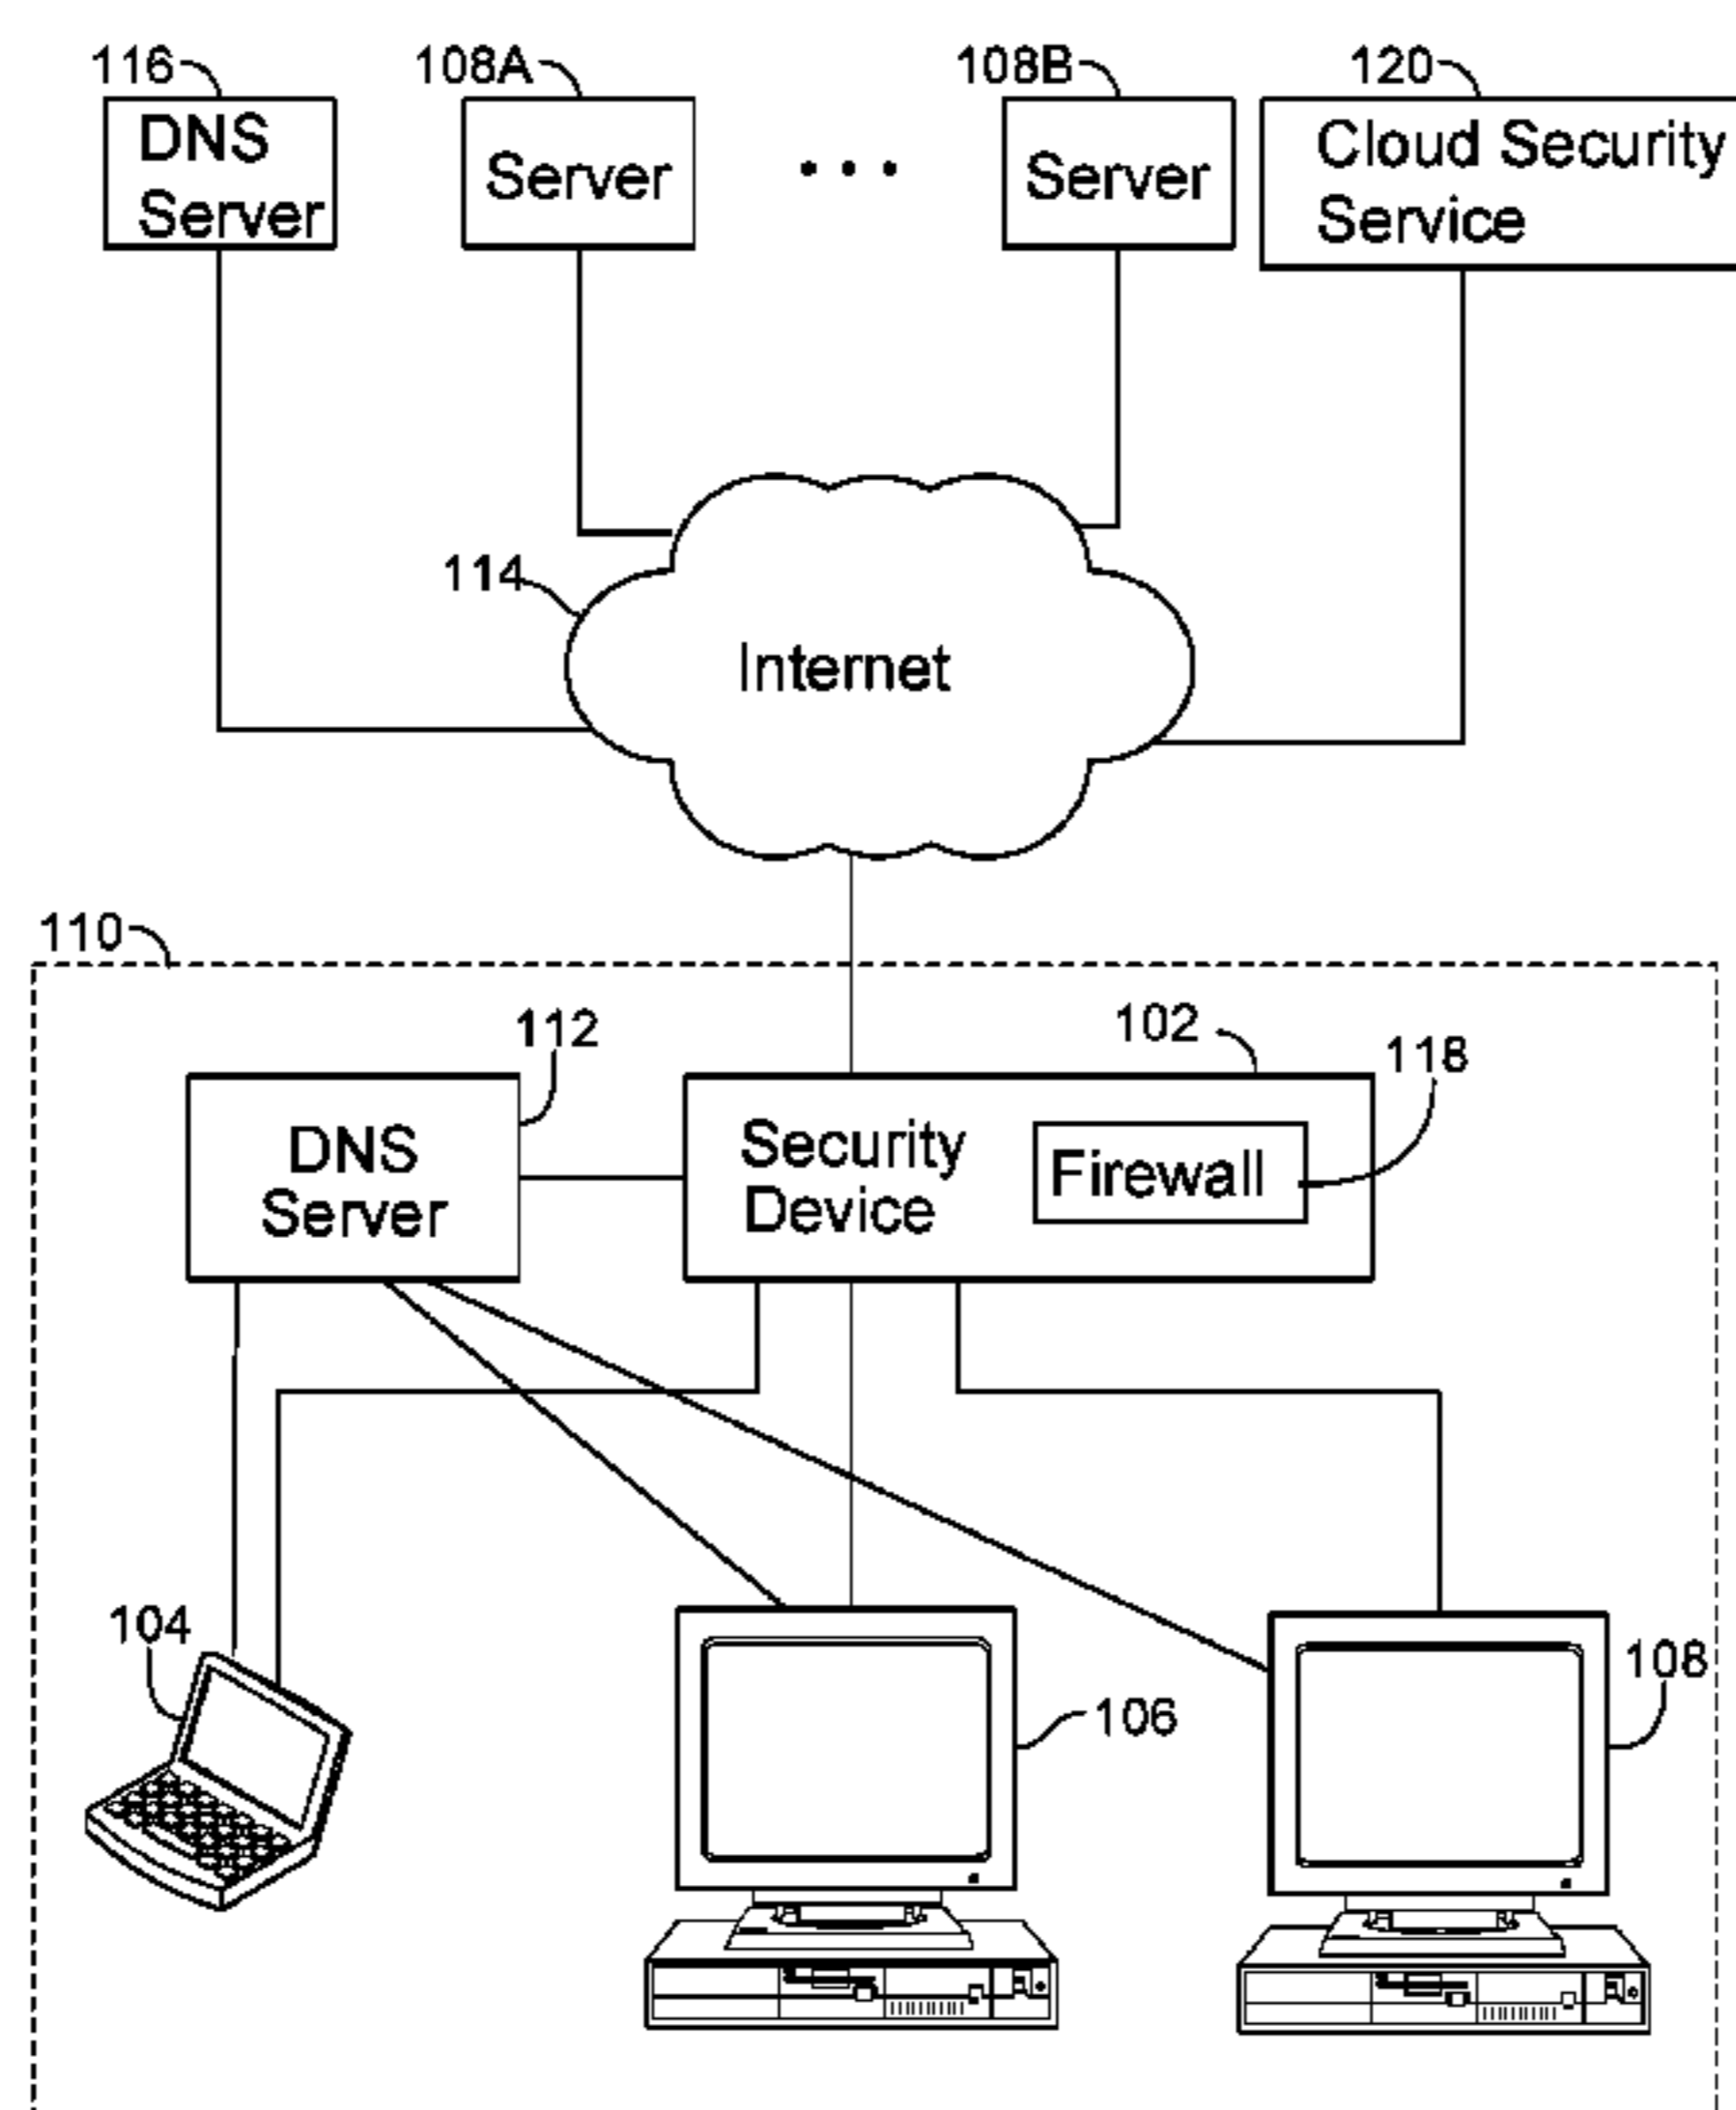 116
108A
108B
120
DNS
Server
Server
• • •
Server
Cloud Security
Service
114
Internet
110
112
102
118
DNS
Server
Security
Device
Firewall
104
106
108